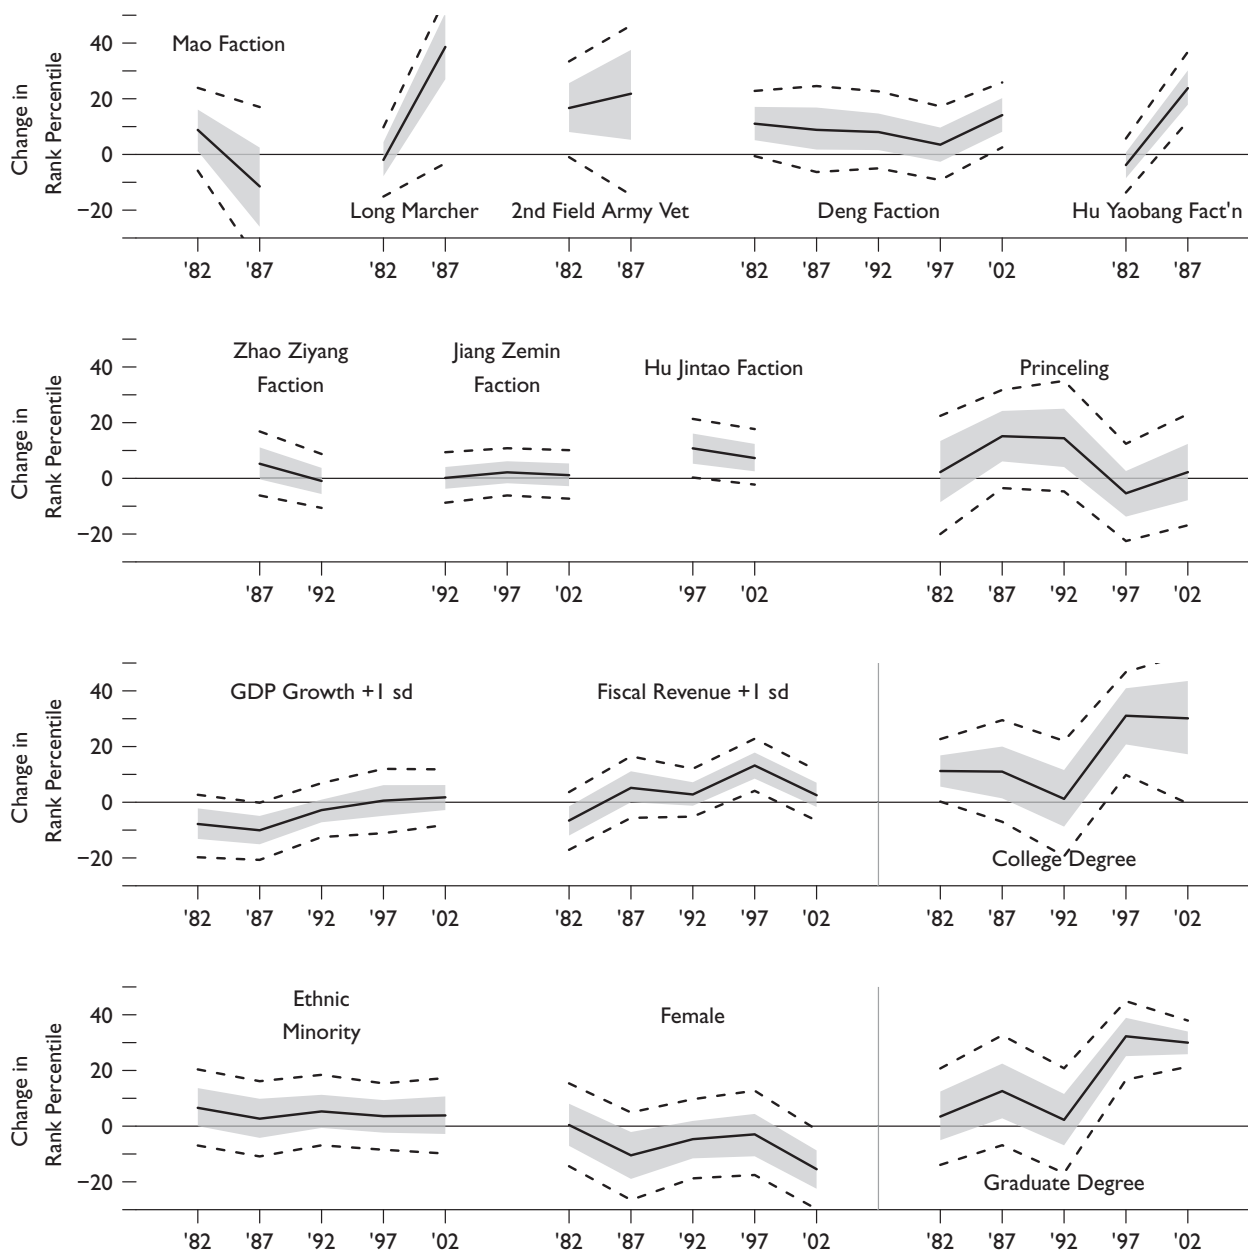 Change in
Rank Percentile
40
20
0
−20
Mao Faction
Long Marcher
2nd Field Army Vet
Deng Faction
Hu Yaobang Fact'n
'82 '87 '82 '87 '82 '87 '82 '87 '92 '97 '02 '82 '87
Change in
Rank Percentile
40
20
0
−20
Zhao Ziyang
Faction
Jiang Zemin
Faction
Hu Jintao Faction
Princeling
'87 '92 '92 '97 '02 '97 '02 '82 '87 '92 '97 '02
Change in
Rank Percentile
40
20
0
−20
GDP Growth +1 sd
Fiscal Revenue +1 sd
College Degree
'82 '87 '92 '97 '02 '82 '87 '92 '97 '02 '82 '87 '92 '97 '02
Change in
Rank Percentile
40
20
0
−20
Ethnic
Minority
Female
Graduate Degree
'82 '87 '92 '97 '02 '82 '87 '92 '97 '02 '82 '87 '92 '97 '02